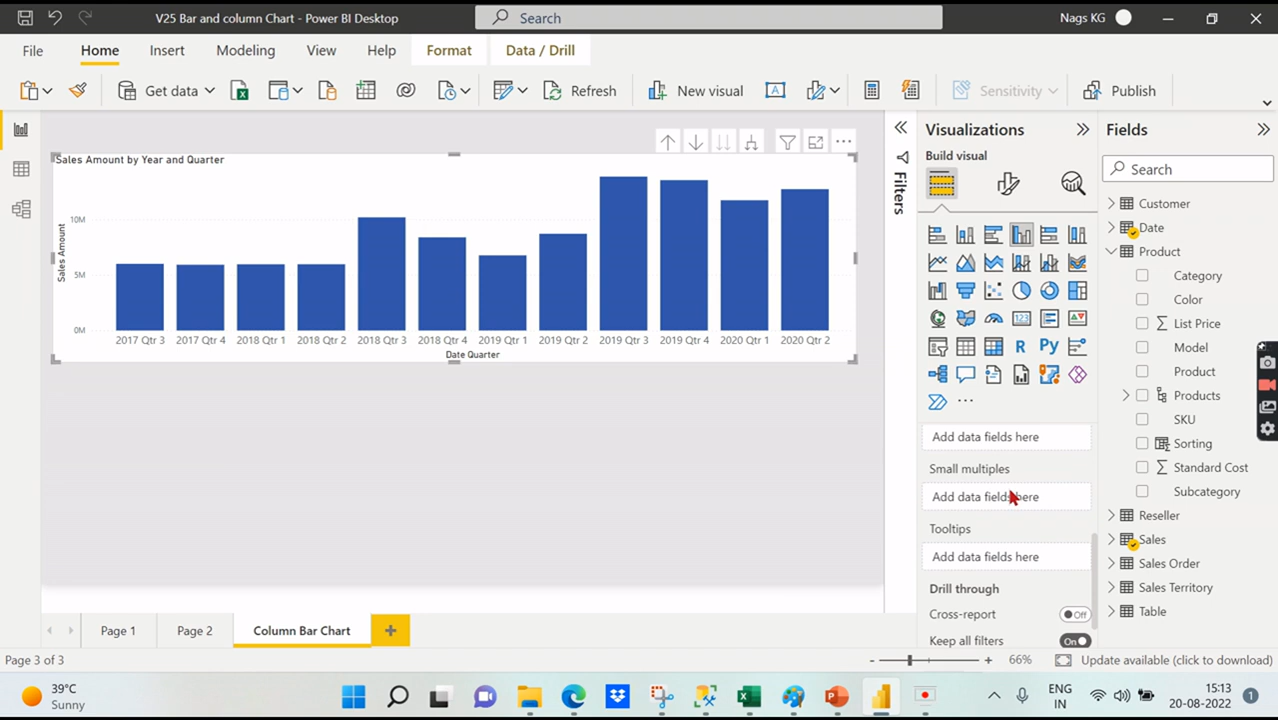 V25 Bar and column Chart - Power BI Desktop
Search
Nags KG
File
Home
Insert
Modeling
View
Help
Format
Data / Drill
Get data
Refresh
New visual
Sensitivity
Publish
Sales Amount by Year and Quarter
Sales Amount
10M
5M
0M
2017 Qtr 3
2017 Qtr 4
2018 Qtr 1
2018 Qtr 2
2018 Qtr 3
2018 Qtr 4
2019 Qtr 1
2019 Qtr 2
2019 Qtr 3
2019 Qtr 4
2020 Qtr 1
2020 Qtr 2
Date Quarter
Filters
Visualizations
Build visual
123
R
Py
Add data fields here
Small multiples
Add data fields here
Tooltips
Add data fields here
Drill through
Cross-report
Off
Keep all filters
On
Fields
Search
Customer
Date
Product
Category
Color
List Price
Model
Product
Products
SKU
Sorting
Standard Cost
Subcategory
Reseller
Sales
Sales Order
Sales Territory
Table
Page 1
Page 2
Column Bar Chart
Page 3 of 3
66%
Update available (click to download)
39°C
Sunny
ENG
IN
15:13
20-08-2022
1